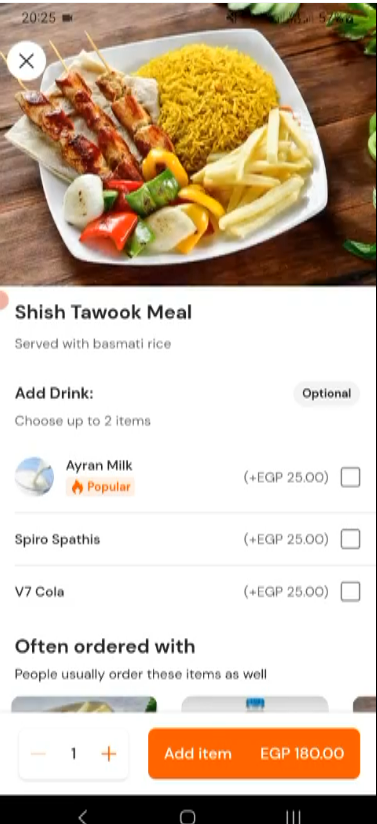 20:25
Shish Tawook Meal
Served with basmati rice
Add Drink:
Optional
Choose up to 2 items
Ayran Milk
Popular
(+EGP 25.00)
Spiro Spathis
(+EGP 25.00)
V7 Cola
(+EGP 25.00)
Often ordered with
People usually order these items as well
1
Add item
EGP 180.00